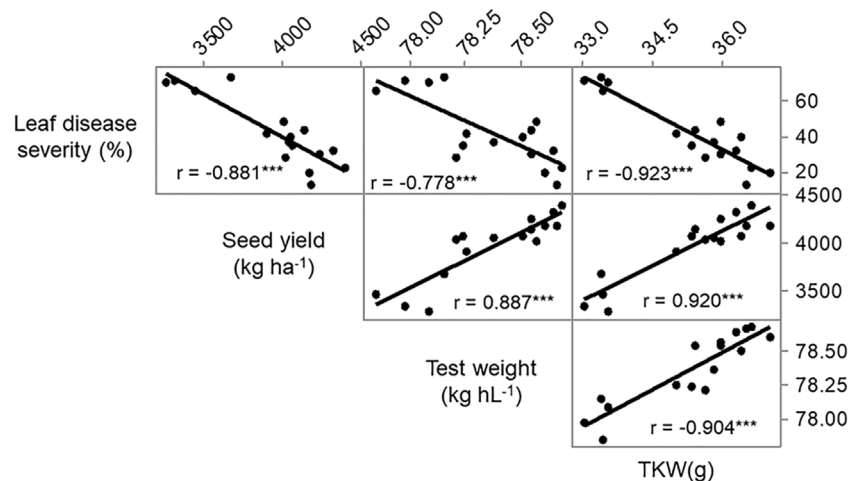 3500 4000 4500 78.00 78.25 78.50 33.0 34.5 36.0
Leaf disease
severity (%)
r = -0.881***
r = -0.778***
r = -0.923***
60
40
20
Seed yield
(kg ha-1)
r = 0.887***
r = 0.920***
4500
4000
3500
Test weight
(kg hL-1)
r = -0.904***
78.50
78.25
78.00
TKW(g)